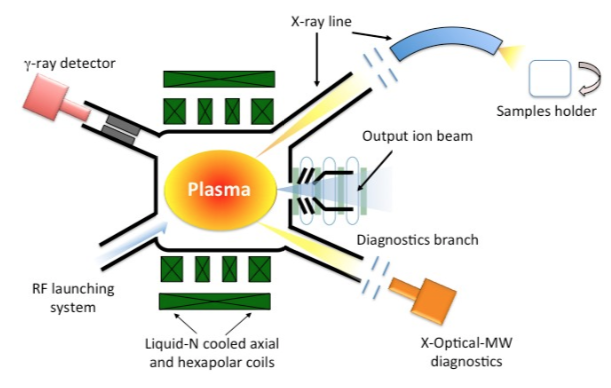 X-ray line
γ-ray detector
Samples holder
Output ion beam
Plasma
Diagnostics branch
RF launching
system
Liquid-N cooled axial
and hexapolar coils
X-Optical-MW
diagnostics